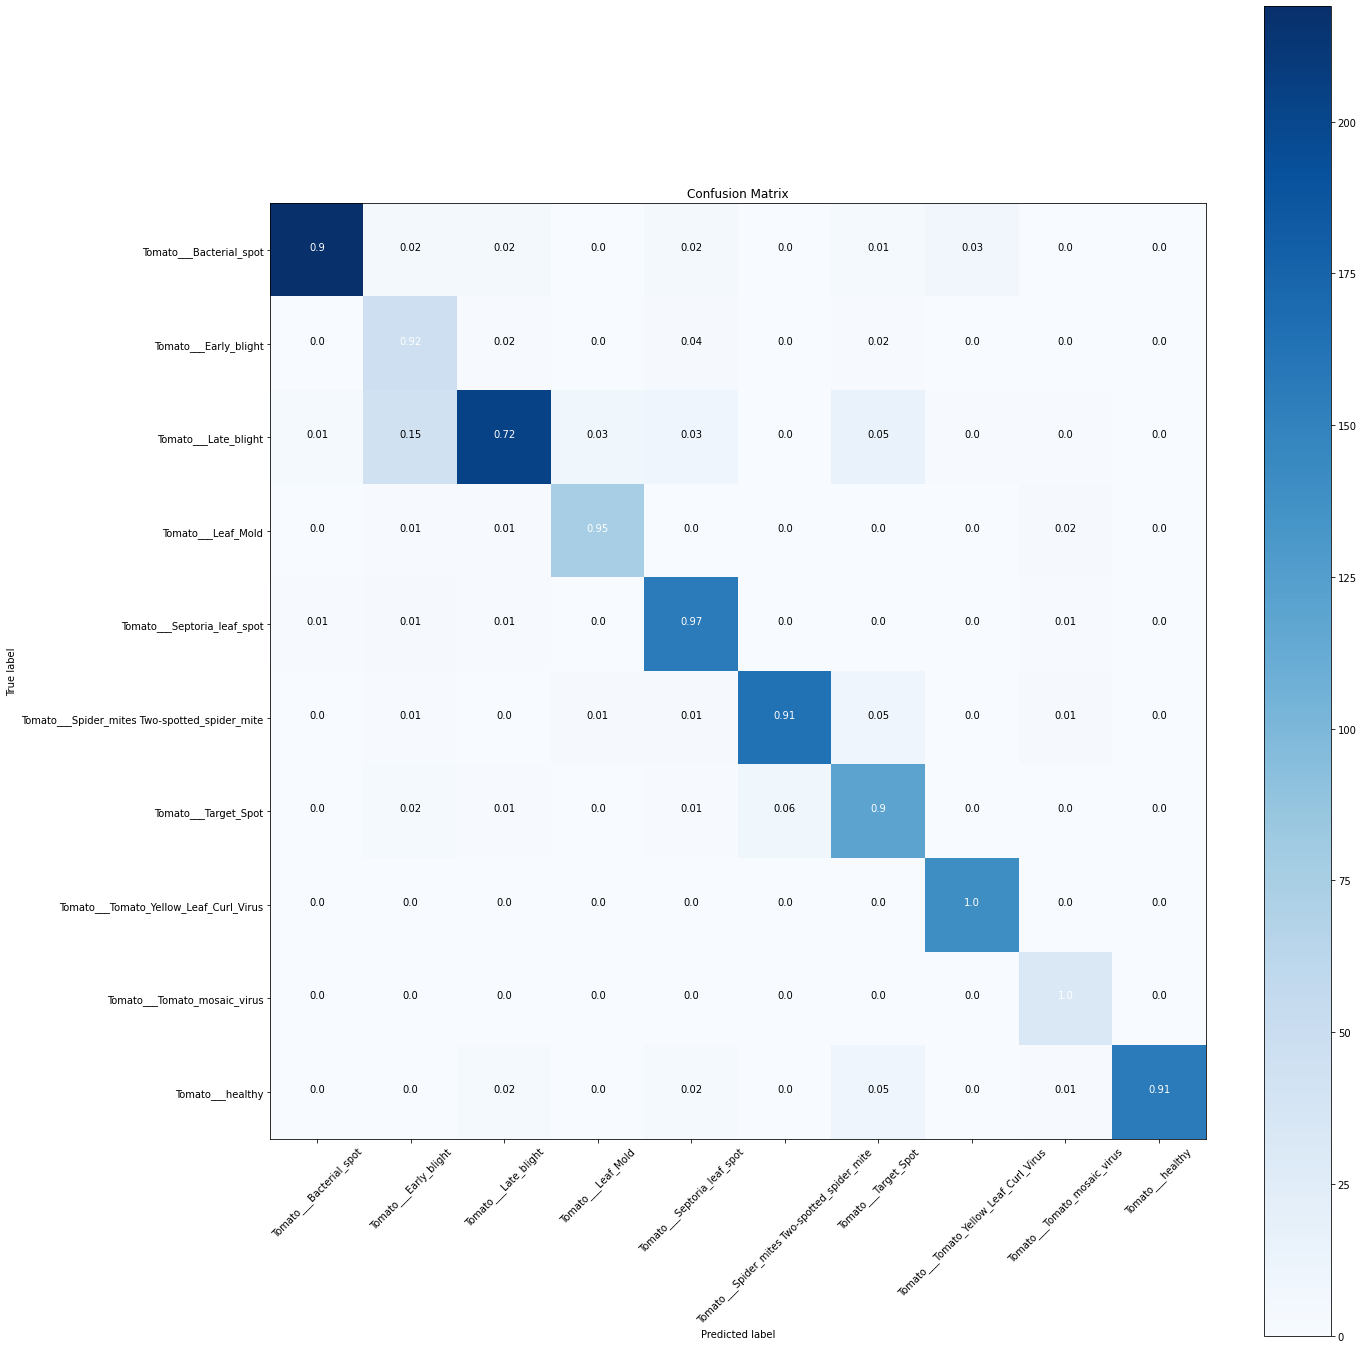 Confusion Matrix
True label
Tomato___Bacterial_spot 0.9 0.02 0.02 0.0 0.02 0.0 0.01 0.03 0.0 0.0
Tomato___Early_blight 0.0 0.92 0.02 0.0 0.04 0.0 0.02 0.0 0.0 0.0
Tomato___Late_blight 0.01 0.15 0.72 0.03 0.03 0.0 0.05 0.0 0.0 0.0
Tomato___Leaf_Mold 0.0 0.01 0.01 0.95 0.0 0.0 0.0 0.0 0.02 0.0
Tomato___Septoria_leaf_spot 0.01 0.01 0.01 0.0 0.97 0.0 0.0 0.0 0.01 0.0
Tomato___Spider_mites Two-spotted_spider_mite 0.0 0.01 0.0 0.01 0.01 0.91 0.05 0.0 0.01 0.0
Tomato___Target_Spot 0.0 0.02 0.01 0.0 0.01 0.06 0.9 0.0 0.0 0.0
Tomato___Tomato_Yellow_Leaf_Curl_Virus 0.0 0.0 0.0 0.0 0.0 0.0 0.0 1.0 0.0 0.0
Tomato___Tomato_mosaic_virus 0.0 0.0 0.0 0.0 0.0 0.0 0.0 0.0 1.0 0.0
Tomato___healthy 0.0 0.0 0.02 0.0 0.02 0.0 0.05 0.0 0.01 0.91
Tomato___Bacterial_spot
Tomato___Early_blight
Tomato___Late_blight
Tomato___Leaf_Mold
Tomato___Septoria_leaf_spot
Tomato___Spider_mites Two-spotted_spider_mite
Tomato___Target_Spot
Tomato___Tomato_Yellow_Leaf_Curl_Virus
Tomato___Tomato_mosaic_virus
Tomato___healthy
Predicted label
200
175
150
125
100
75
50
25
0